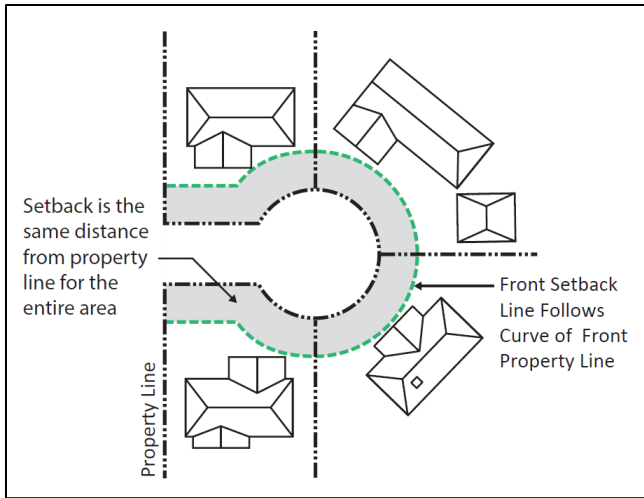 Setback is the
same distance
from property
line for the
entire area
Front Setback
Line Follows
Curve of Front
Property Line
Property Line